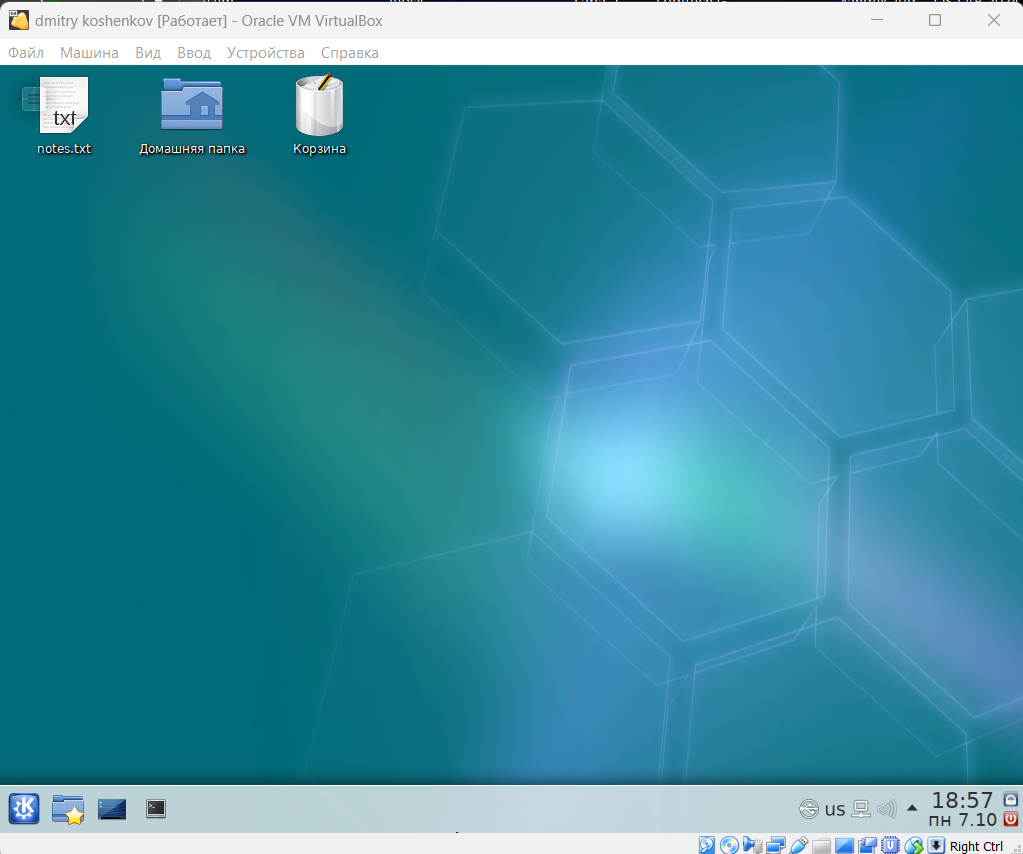 dmitry koshenkov [Работает] - Oracle VM VirtualBox
Файл Машина Вид Ввод Устройства Справка
txt
notes.txt Домашняя папка Корзина
us 18:57
пн 7.10
Right Ctrl